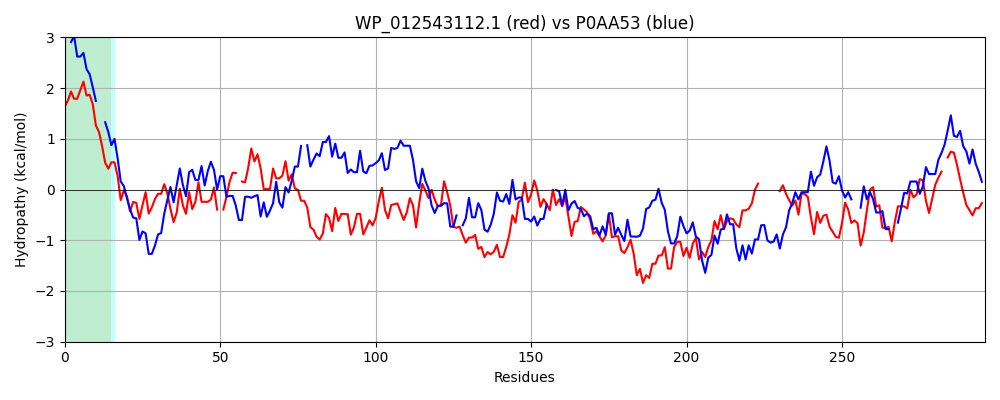 WP_012543112.1 (red) vs P0AA53 (blue)
Hydropathy (kcal/mol)
3
2
1
0
−1
−2
−3
0 50 100 150 200 250
Residues